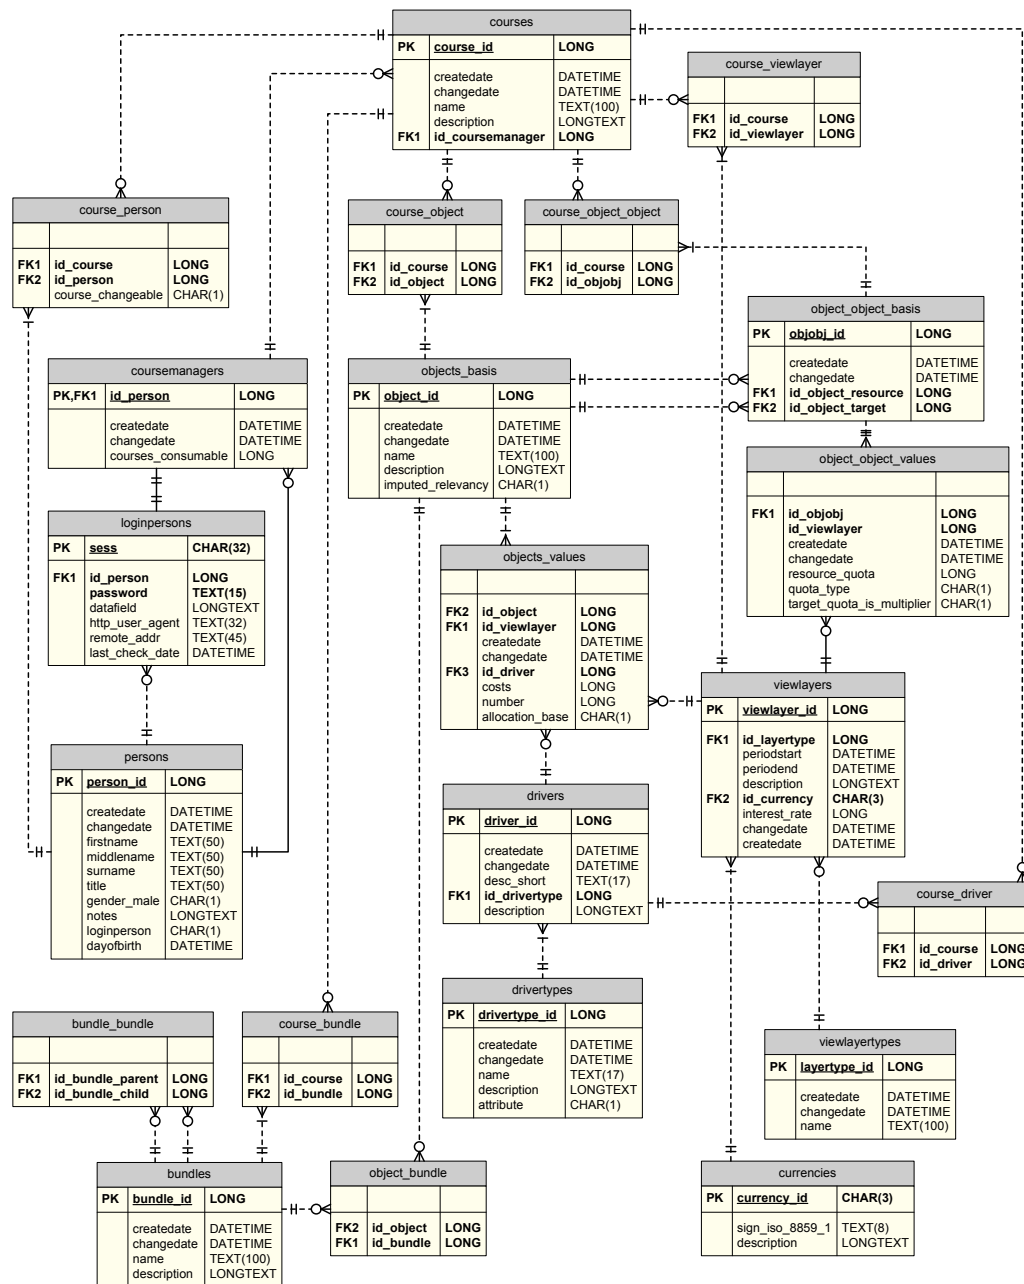 courses
PK course_id LONG
createdate DATETIME
changedate DATETIME
name TEXT(100)
description LONGTEXT
FK1 id_coursemanager LONG
course_viewlayer
FK1 id_course LONG
FK2 id_viewlayer LONG
course_person
FK1 id_course LONG
FK2 id_person LONG
course_changeable CHAR(1)
course_object
FK1 id_course LONG
FK2 id_object LONG
course_object_object
FK1 id_course LONG
FK2 id_objobj LONG
object_object_basis
PK objobj_id LONG
createdate DATETIME
changedate DATETIME
FK1 id_object_resource LONG
FK2 id_object_target LONG
coursemanagers
PK,FK1 id_person LONG
createdate DATETIME
changedate DATETIME
courses_consumable LONG
objects_basis
PK object_id LONG
createdate DATETIME
changedate DATETIME
name TEXT(100)
description LONGTEXT
imputed_relevancy CHAR(1)
object_object_values
FK1 id_objobj LONG
id_viewlayer LONG
createdate DATETIME
changedate DATETIME
resource_quota LONG
quota_type CHAR(1)
target_quota_is_multiplier CHAR(1)
loginpersons
PK sess CHAR(32)
FK1 id_person LONG
password TEXT(15)
datafield LONGTEXT
http_user_agent TEXT(32)
remote_addr TEXT(45)
last_check_date DATETIME
objects_values
FK2 id_object LONG
FK1 id_viewlayer LONG
createdate DATETIME
changedate DATETIME
FK3 id_driver LONG
costs LONG
number LONG
allocation_base CHAR(1)
viewlayers
PK viewlayer_id LONG
FK1 id_layertype LONG
periodstart DATETIME
periodend DATETIME
description LONGTEXT
FK2 id_currency CHAR(3)
interest_rate LONG
changedate DATETIME
createdate DATETIME
persons
PK person_id LONG
createdate DATETIME
changedate DATETIME
firstname TEXT(50)
middlename TEXT(50)
surname TEXT(50)
title TEXT(50)
gender_male CHAR(1)
notes LONGTEXT
loginperson CHAR(1)
dayofbirth DATETIME
drivers
PK driver_id LONG
createdate DATETIME
changedate DATETIME
desc_short TEXT(17)
FK1 id_drivertype LONG
description LONGTEXT
course_driver
FK1 id_course LONG
FK2 id_driver LONG
drivertypes
PK drivertype_id LONG
createdate DATETIME
changedate DATETIME
name TEXT(17)
description LONGTEXT
attribute CHAR(1)
bundle_bundle
FK1 id_bundle_parent LONG
FK2 id_bundle_child LONG
course_bundle
FK1 id_course LONG
FK2 id_bundle LONG
viewlayertypes
PK layertype_id LONG
createdate DATETIME
changedate DATETIME
name TEXT(100)
bundles
PK bundle_id LONG
createdate DATETIME
changedate DATETIME
name TEXT(100)
description LONGTEXT
object_bundle
FK2 id_object LONG
FK1 id_bundle LONG
currencies
PK currency_id CHAR(3)
sign_iso_8859_1 TEXT(8)
description LONGTEXT